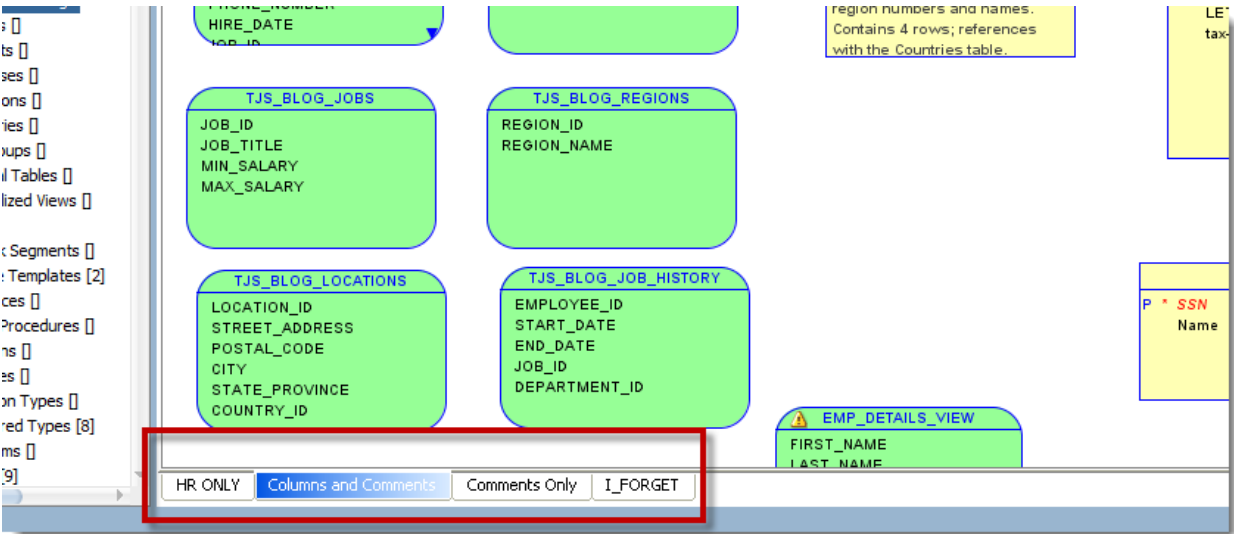 HIRE_DATE
JOB_ID
region numbers and names.
Contains 4 rows; references
with the Countries table.
LE
tax-
s []
ts []
ses []
ons []
ries []
oups []
al Tables []
lized Views []
k Segments []
e Templates [2]
ces []
Procedures []
ns []
es []
on Types []
red Types [8]
ms []
[9]
TJS_BLOG_JOBS
JOB_ID
JOB_TITLE
MIN_SALARY
MAX_SALARY
TJS_BLOG_REGIONS
REGION_ID
REGION_NAME
TJS_BLOG_LOCATIONS
LOCATION_ID
STREET_ADDRESS
POSTAL_CODE
CITY
STATE_PROVINCE
COUNTRY_ID
TJS_BLOG_JOB_HISTORY
EMPLOYEE_ID
START_DATE
END_DATE
JOB_ID
DEPARTMENT_ID
P * SSN
Name
EMP_DETAILS_VIEW
FIRST_NAME
LAST_NAME
HR ONLY Columns and Comments Comments Only I_FORGET